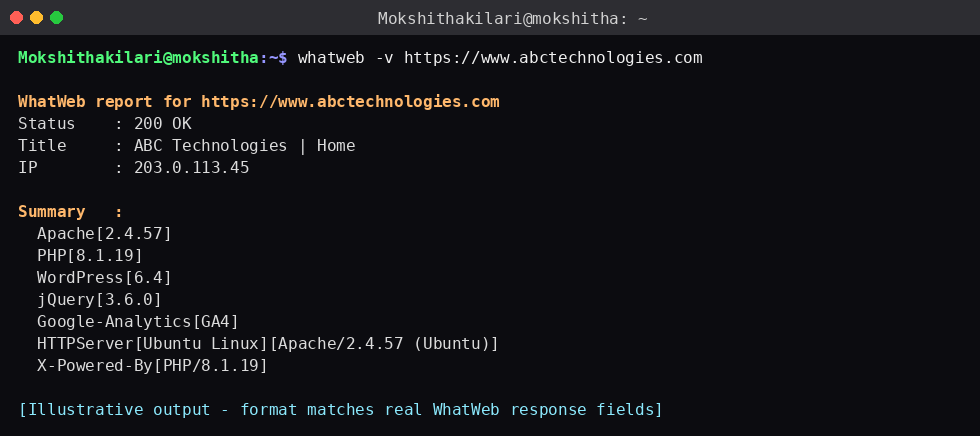 Mokshithakilari@mokshitha: ~
Mokshithakilari@mokshitha:~$ whatweb -v https://www.abctechnologies.com
WhatWeb report for https://www.abctechnologies.com
Status    : 200 OK
Title     : ABC Technologies | Home
IP        : 203.0.113.45
Summary   :
  Apache[2.4.57]
  PHP[8.1.19]
  WordPress[6.4]
  jQuery[3.6.0]
  Google-Analytics[GA4]
  HTTPServer[Ubuntu Linux][Apache/2.4.57 (Ubuntu)]
  X-Powered-By[PHP/8.1.19]
[Illustrative output - format matches real WhatWeb response fields]